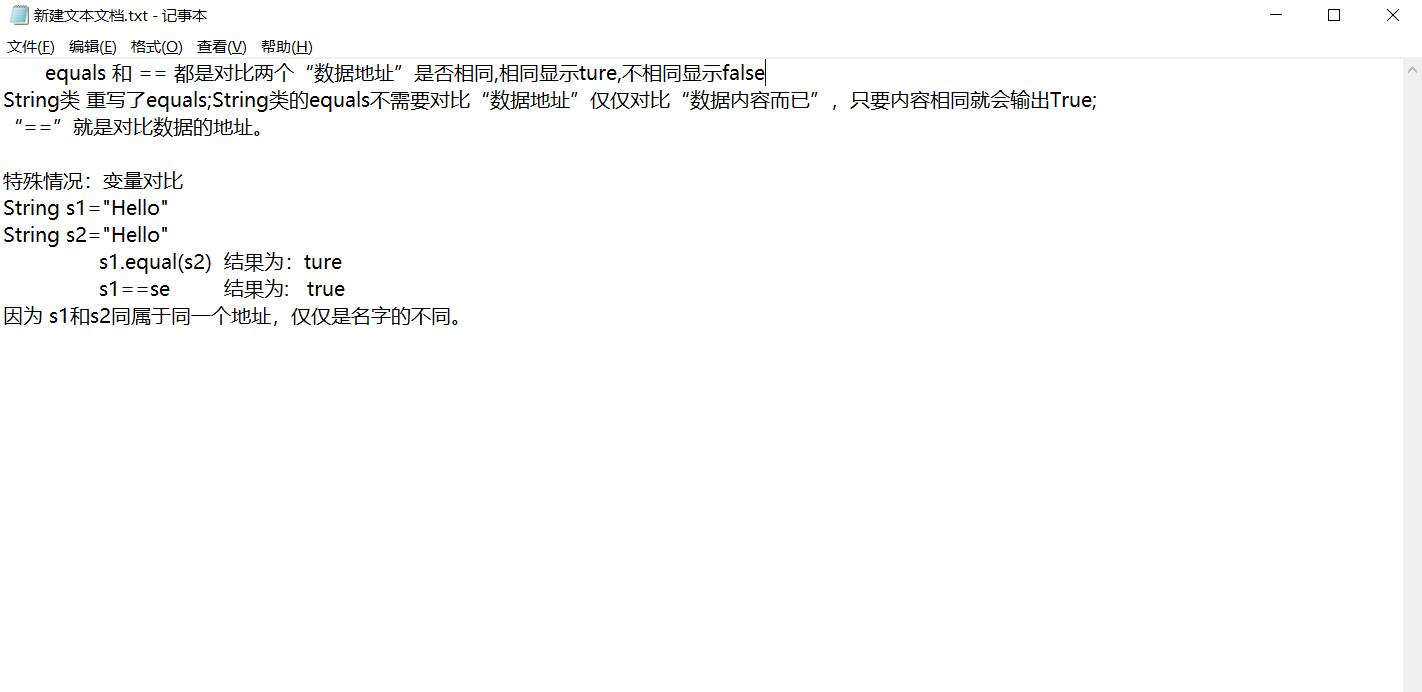 新建文本文档.txt - 记事本
文件(F) 编辑(E) 格式(O) 查看(V) 帮助(H)
equals 和 == 都是对比两个“数据地址”是否相同,相同显示ture,不相同显示false
String类 重写了equals;String类的equals不需要对比“数据地址”仅仅对比“数据内容而已”，只要内容相同就会输出True;
“==”就是对比数据的地址。
特殊情况：变量对比
String s1="Hello"
String s2="Hello"
s1.equal(s2) 结果为：ture
s1==se 结果为: true
因为 s1和s2同属于同一个地址，仅仅是名字的不同。